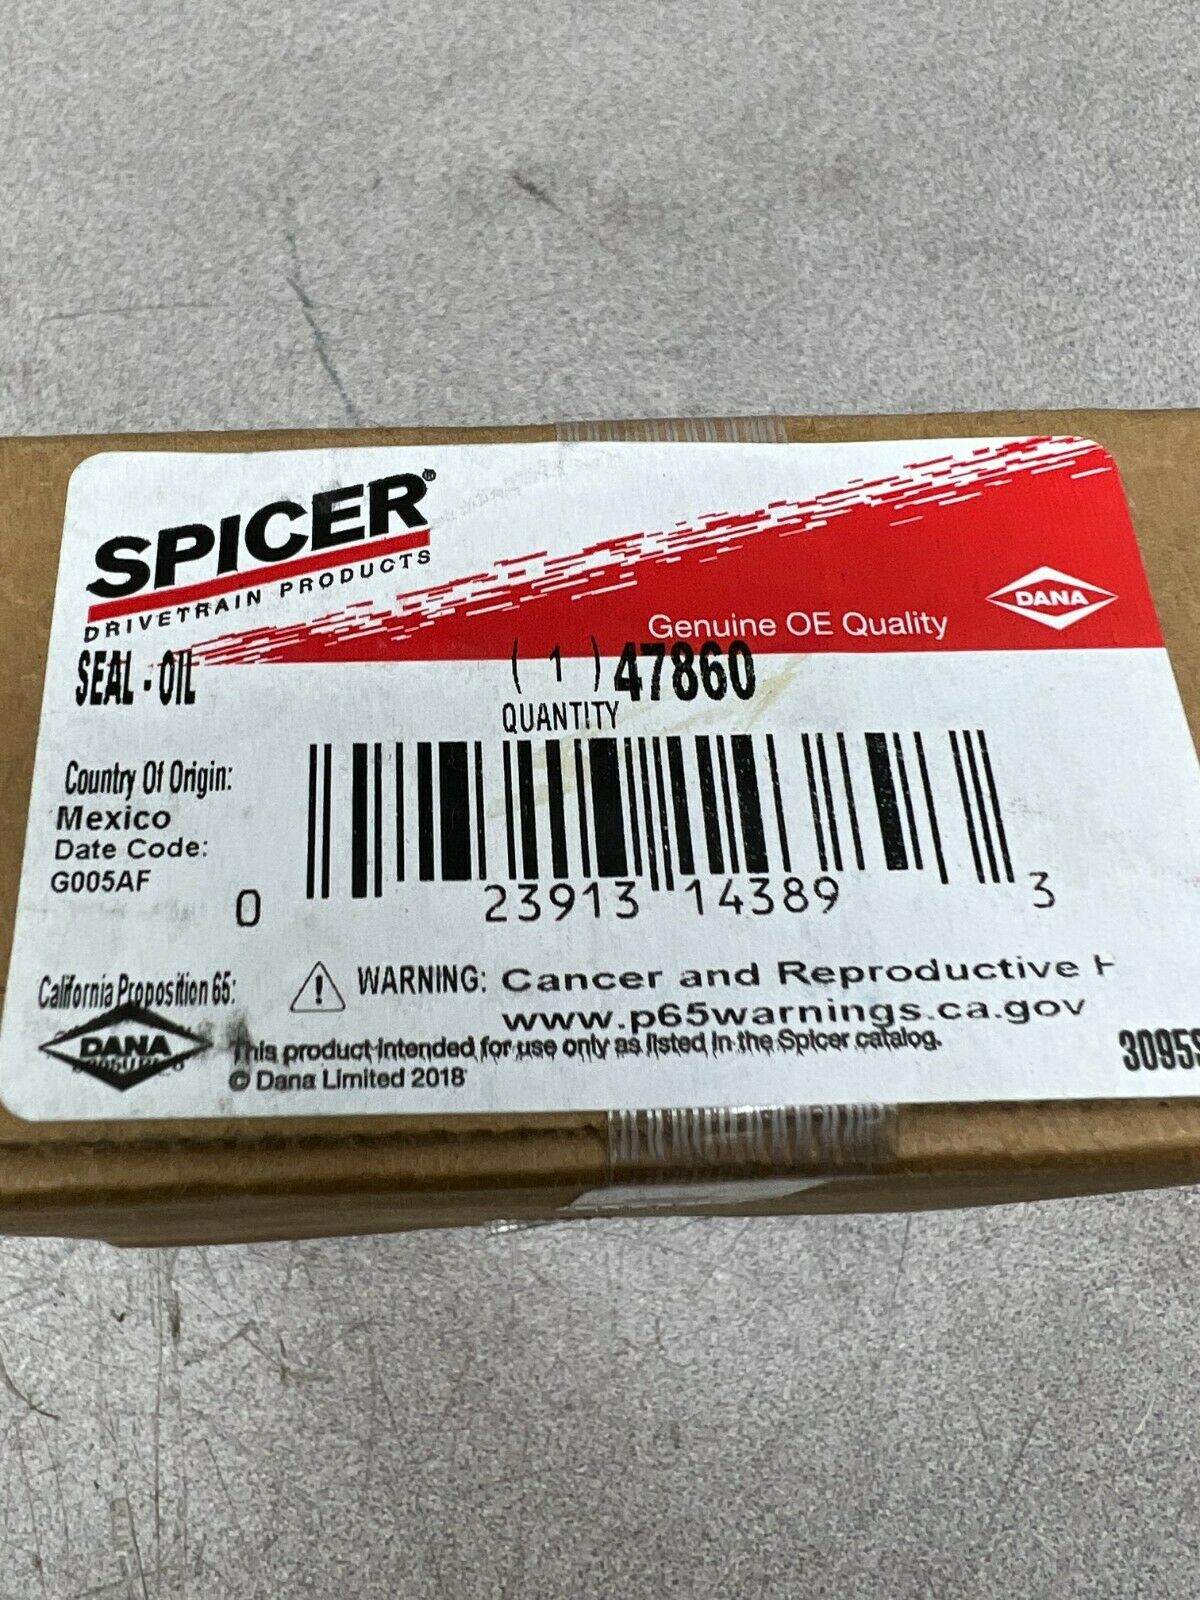 SPICER®
DRIVETRAIN PRODUCTS
Genuine OE Quality
DANA
SEAL - OIL
( 1 ) 47860
QUANTITY
Country Of Origin:
Mexico
Date Code:
G005AF
0 23913 14389 3
California Proposition 65:
WARNING: Cancer and Reproductive H
www.p65warnings.ca.gov
DANA
This product intended for use only as listed in the Spicer catalog.
© Dana Limited 2018
3095